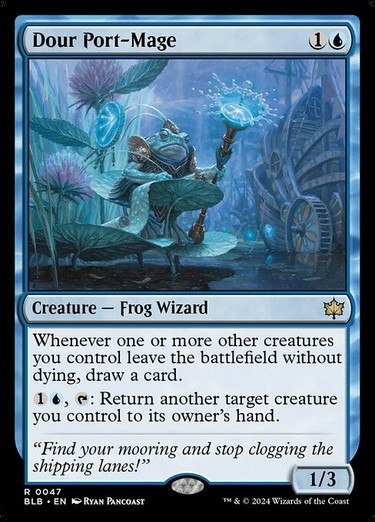 Dour Port-Mage 1
Creature — Frog Wizard
Whenever one or more other creatures
you control leave the battlefield without
dying, draw a card.
1, : Return another target creature
you control to its owner's hand.
“Find your mooring and stop clogging the
shipping lanes!”
1/3
R 0047
BLB • EN Ryan Pancoast
™ & © 2024 Wizards of the Coast